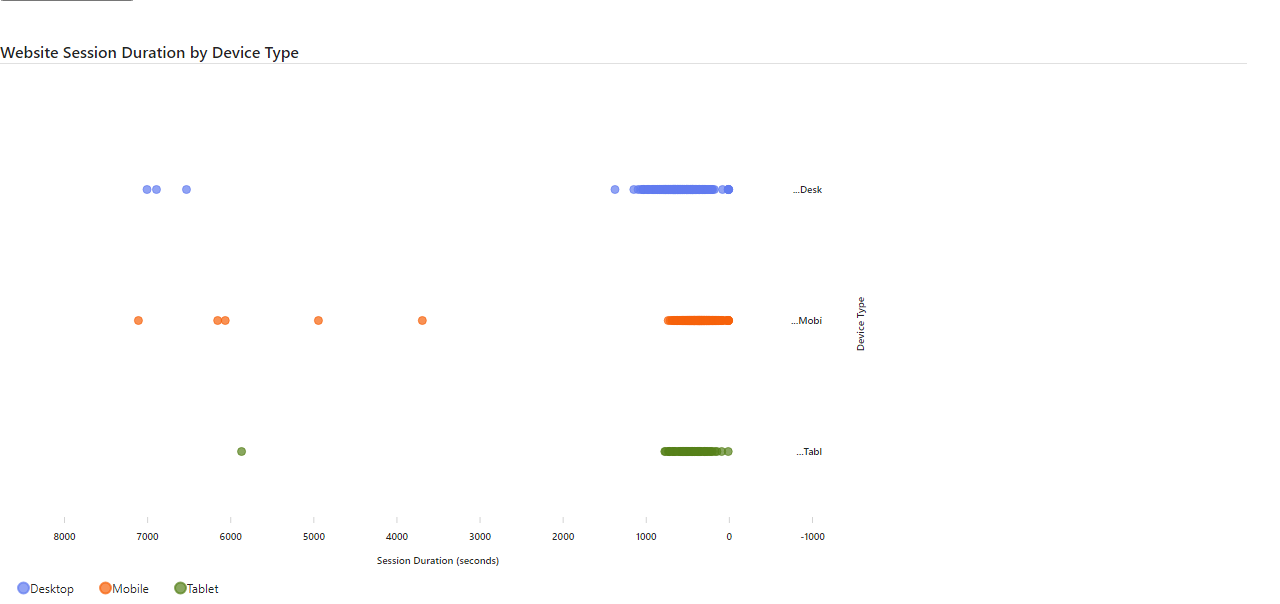 Website Session Duration by Device Type
...Desk
...Mobi
Device Type
...Tabl
8000 7000 6000 5000 4000 3000 2000 1000 0 -1000
Session Duration (seconds)
Desktop Mobile Tablet